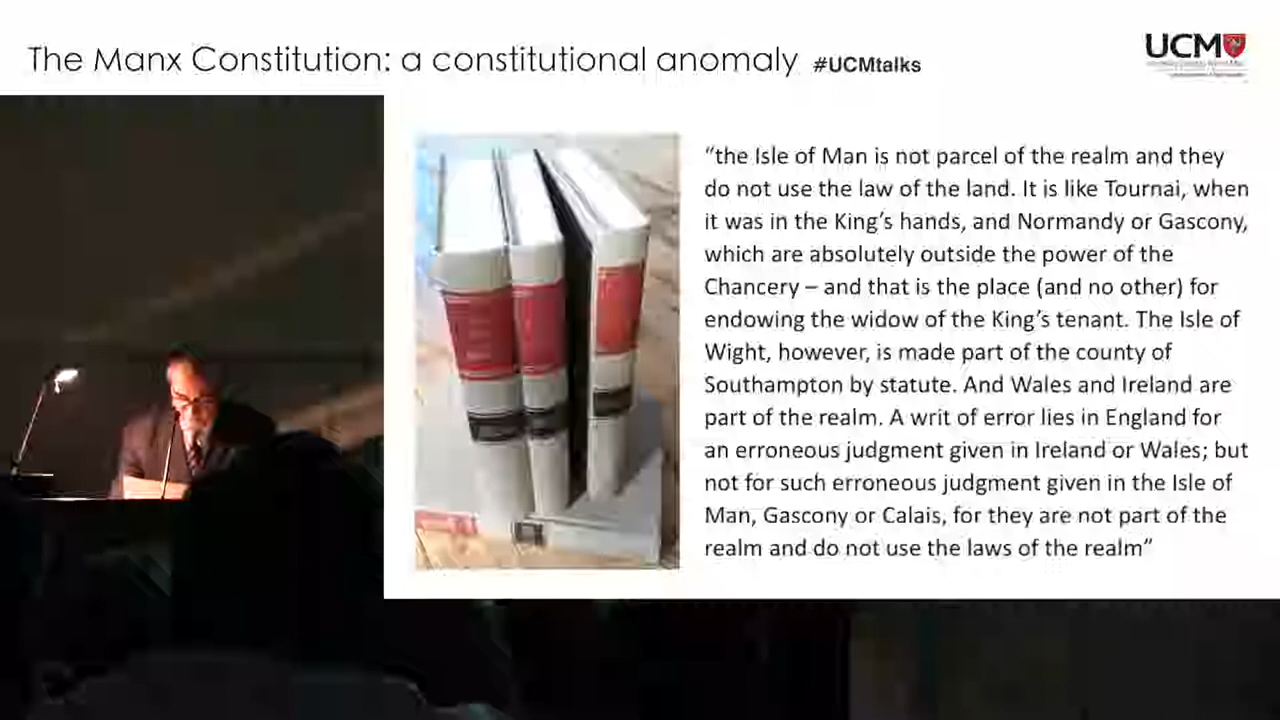 The Manx Constitution: a constitutional anomaly #UCMtalks
UCM
“the Isle of Man is not parcel of the realm and they
do not use the law of the land. It is like Tournai, when
it was in the King’s hands, and Normandy or Gascony,
which are absolutely outside the power of the
Chancery – and that is the place (and no other) for
endowing the widow of the King’s tenant. The Isle of
Wight, however, is made part of the county of
Southampton by statute. And Wales and Ireland are
part of the realm. A writ of error lies in England for
an erroneous judgment given in Ireland or Wales; but
not for such erroneous judgment given in the Isle of
Man, Gascony or Calais, for they are not part of the
realm and do not use the laws of the realm”